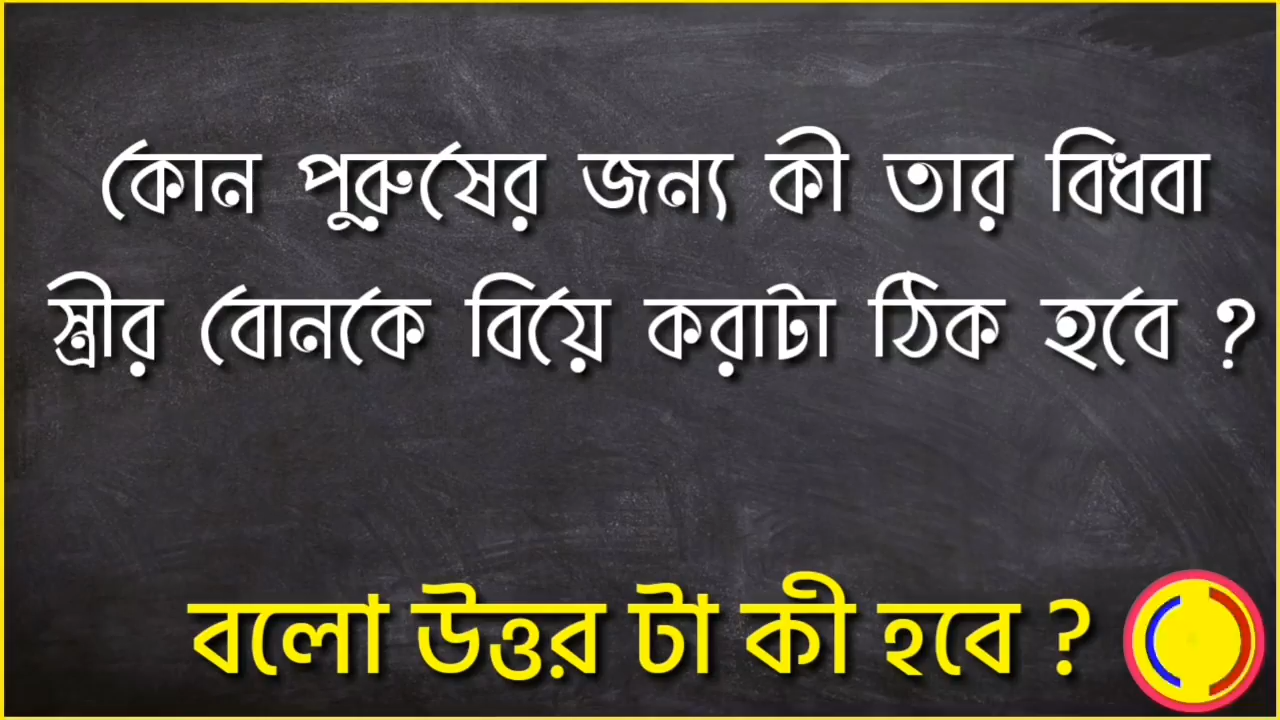 কোন পুরুষের জন্য কী তার বিধবা
স্ত্রীর বোনকে বিয়ে করাটা ঠিক হবে ?
বলো উত্তর টা কী হবে ?